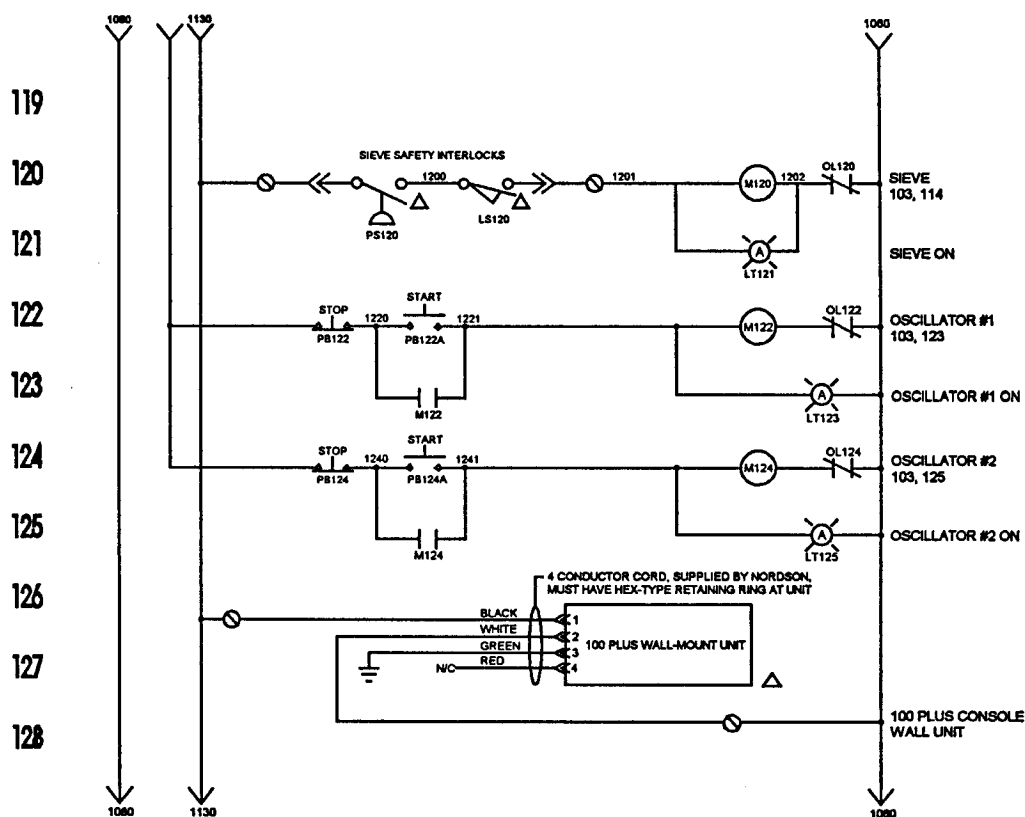 1080 1130 1060
119
SIEVE SAFETY INTERLOCKS
120 1200 1201 M120 1202 OL120 SIEVE
103, 114
PS120 LS120
121 A SIEVE ON
LT121
122 STOP START OL122
1220 1221 M122 OSCILLATOR #1
PB122 PB122A 103, 123
123 M122 A OSCILLATOR #1 ON
LT123
124 STOP START OL124
1240 1241 M124 OSCILLATOR #2
PB124 PB124A 103, 125
125 M124 A OSCILLATOR #2 ON
LT125
126 4 CONDUCTOR CORD, SUPPLIED BY NORDSON,
MUST HAVE HEX-TYPE RETAINING RING AT UNIT
BLACK 1
WHITE 2
100 PLUS WALL-MOUNT UNIT
GREEN 3
127 N/C RED 4
128 100 PLUS CONSOLE
WALL UNIT
1080 1130 1060